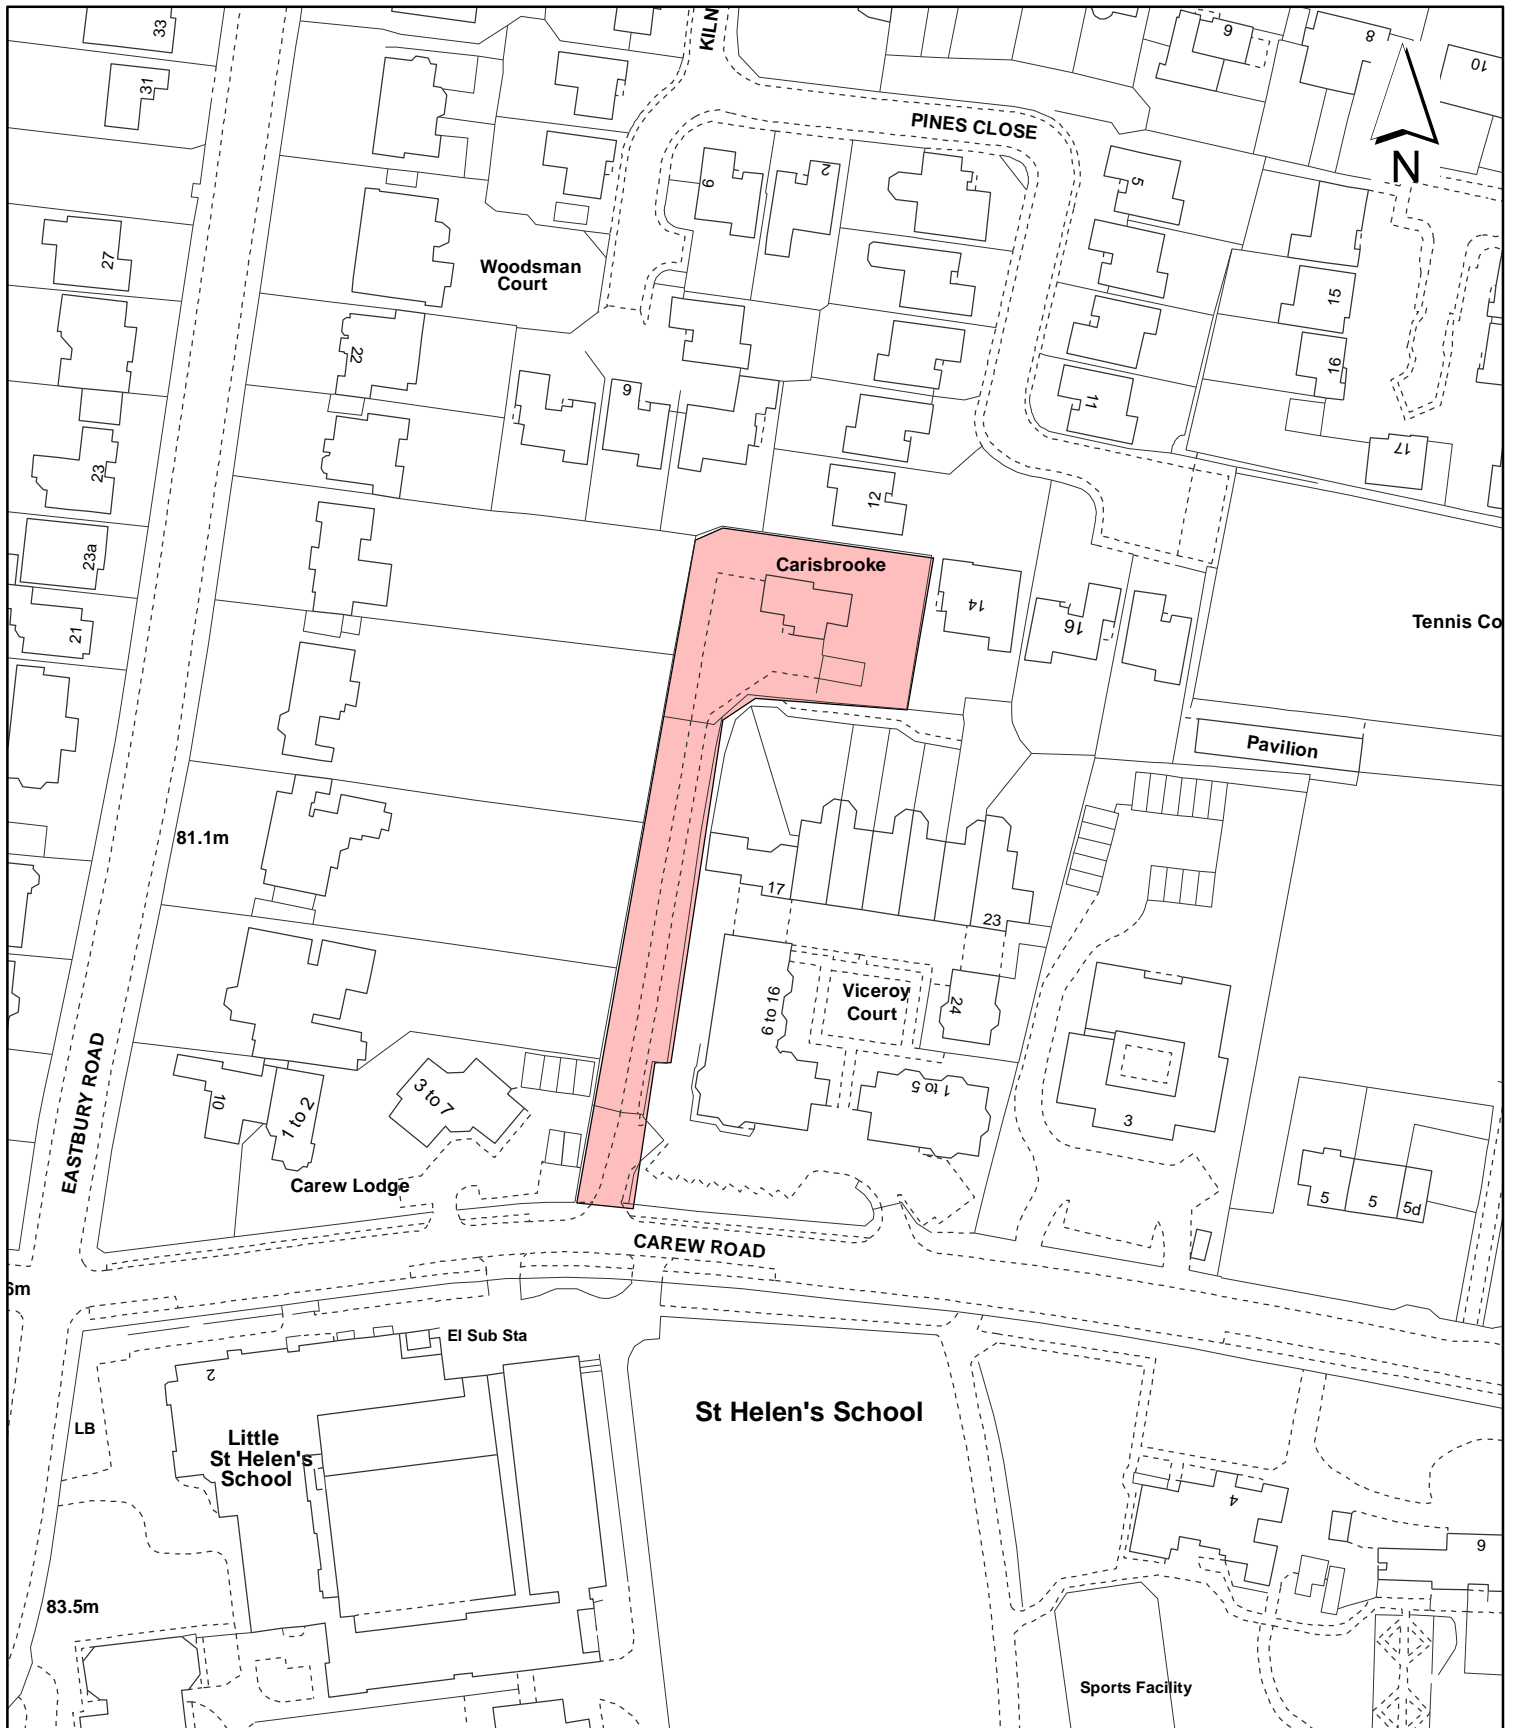 33
KILN
6
8
10
31
PINES CLOSE
N
9
2
5
27
Woodsman
Court
15
22
16
6
11
17
23
12
23a
Carisbrooke
14
21
16
Tennis Co
Pavilion
81.1m
17
23
Viceroy
Court
6 to 16
24
EASTBURY ROAD
3 to 7
1 to 5
10
1 to 2
3
Carew Lodge
5
5
5d
CAREW ROAD
6m
El Sub Sta
2
St Helen's School
LB
Little
St Helen's
School
4
9
83.5m
Sports Facility